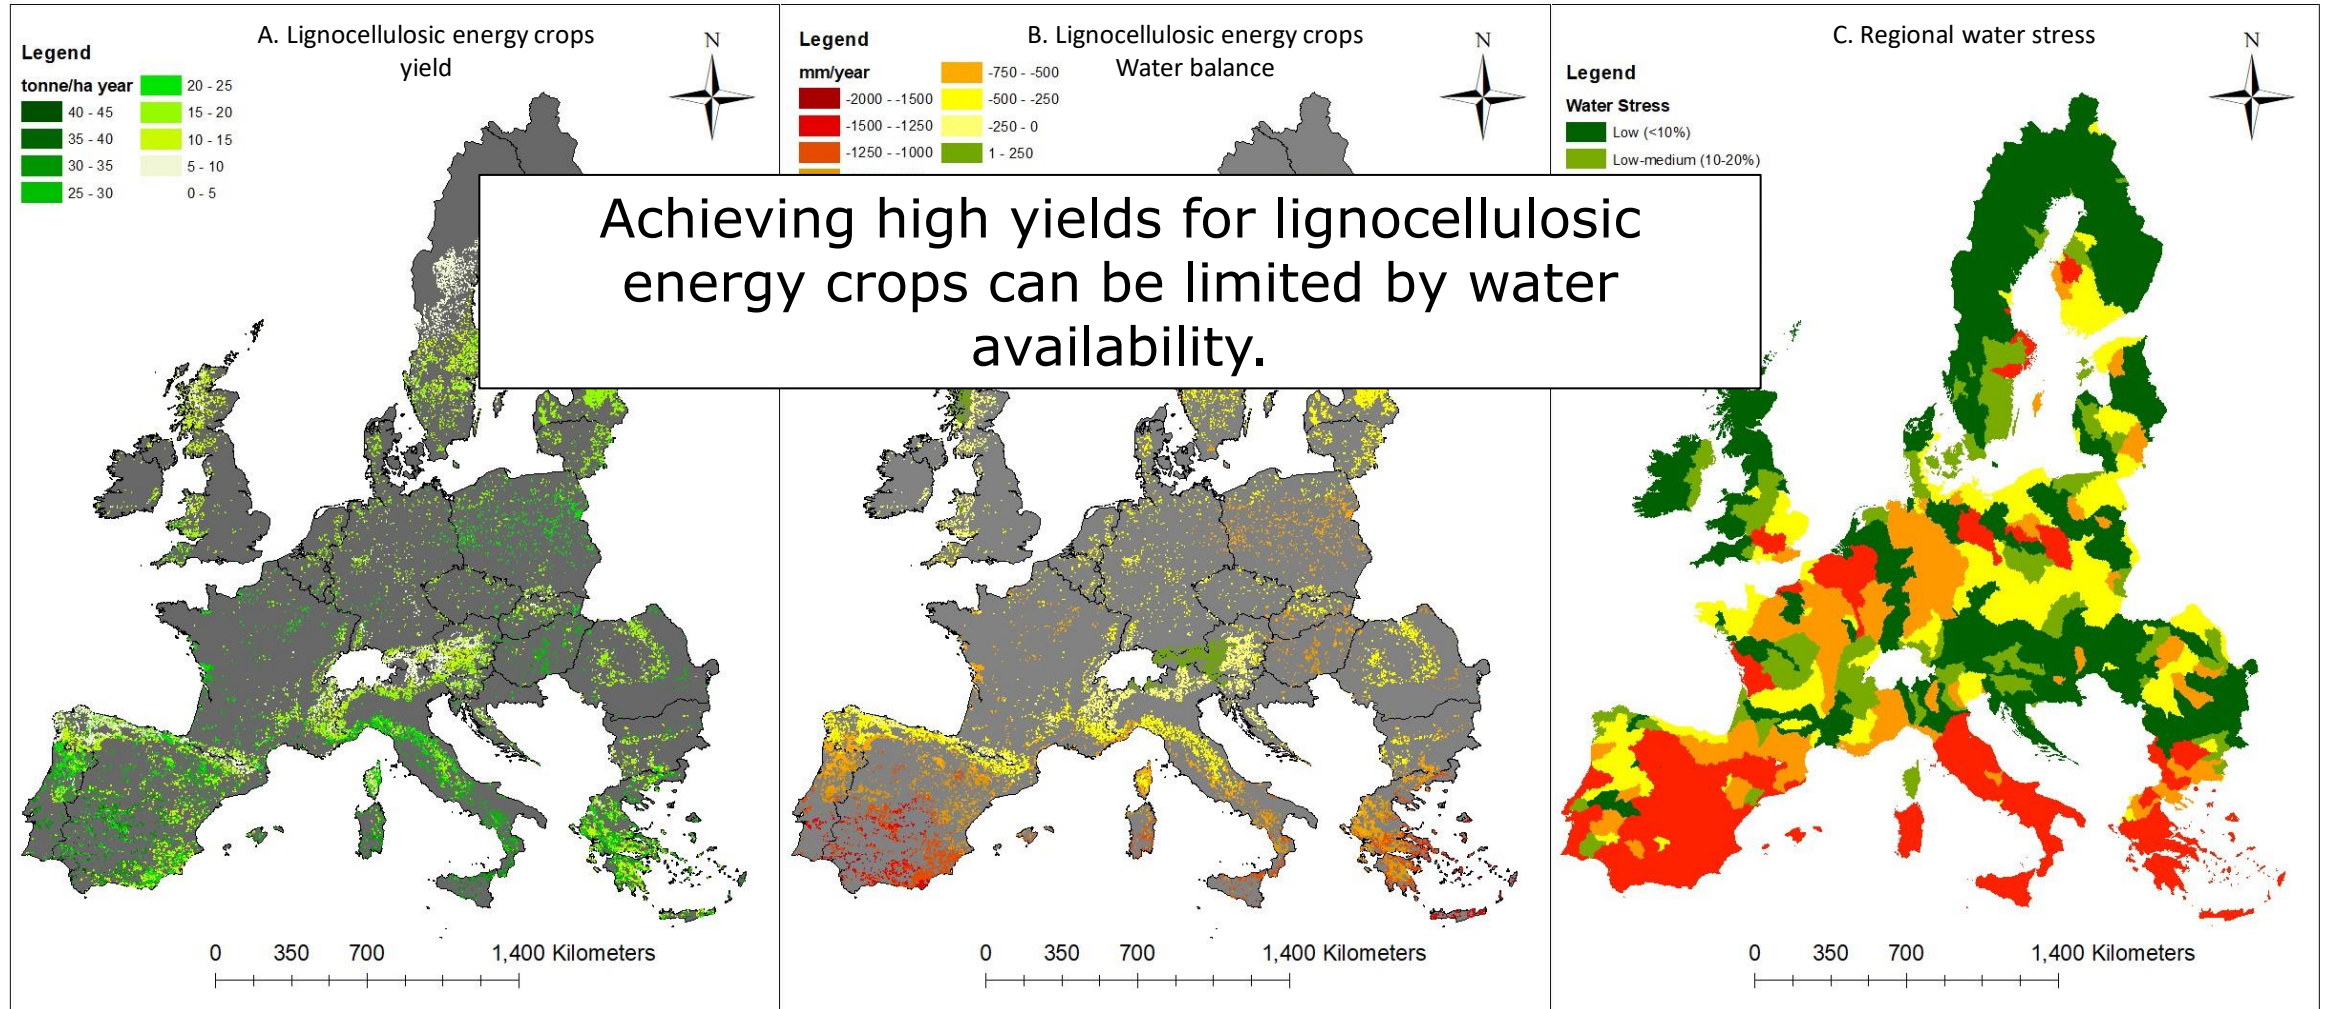 A. Lignocellulosic energy crops
yield
N
Legend
tonne/ha year
40 - 45
35 - 40
30 - 35
25 - 30
20 - 25
15 - 20
10 - 15
5 - 10
0 - 5
0 350 700 1,400 Kilometers
B. Lignocellulosic energy crops
Water balance
N
Legend
mm/year
-2000 - -1500
-1500 - -1250
-1250 - -1000
-750 - -500
-500 - -250
-250 - 0
1 - 250
0 350 700 1,400 Kilometers
C. Regional water stress
N
Legend
Water Stress
Low (<10%)
Low-medium (10-20%)
0 350 700 1,400 Kilometers
Achieving high yields for lignocellulosic
energy crops can be limited by water
availability.